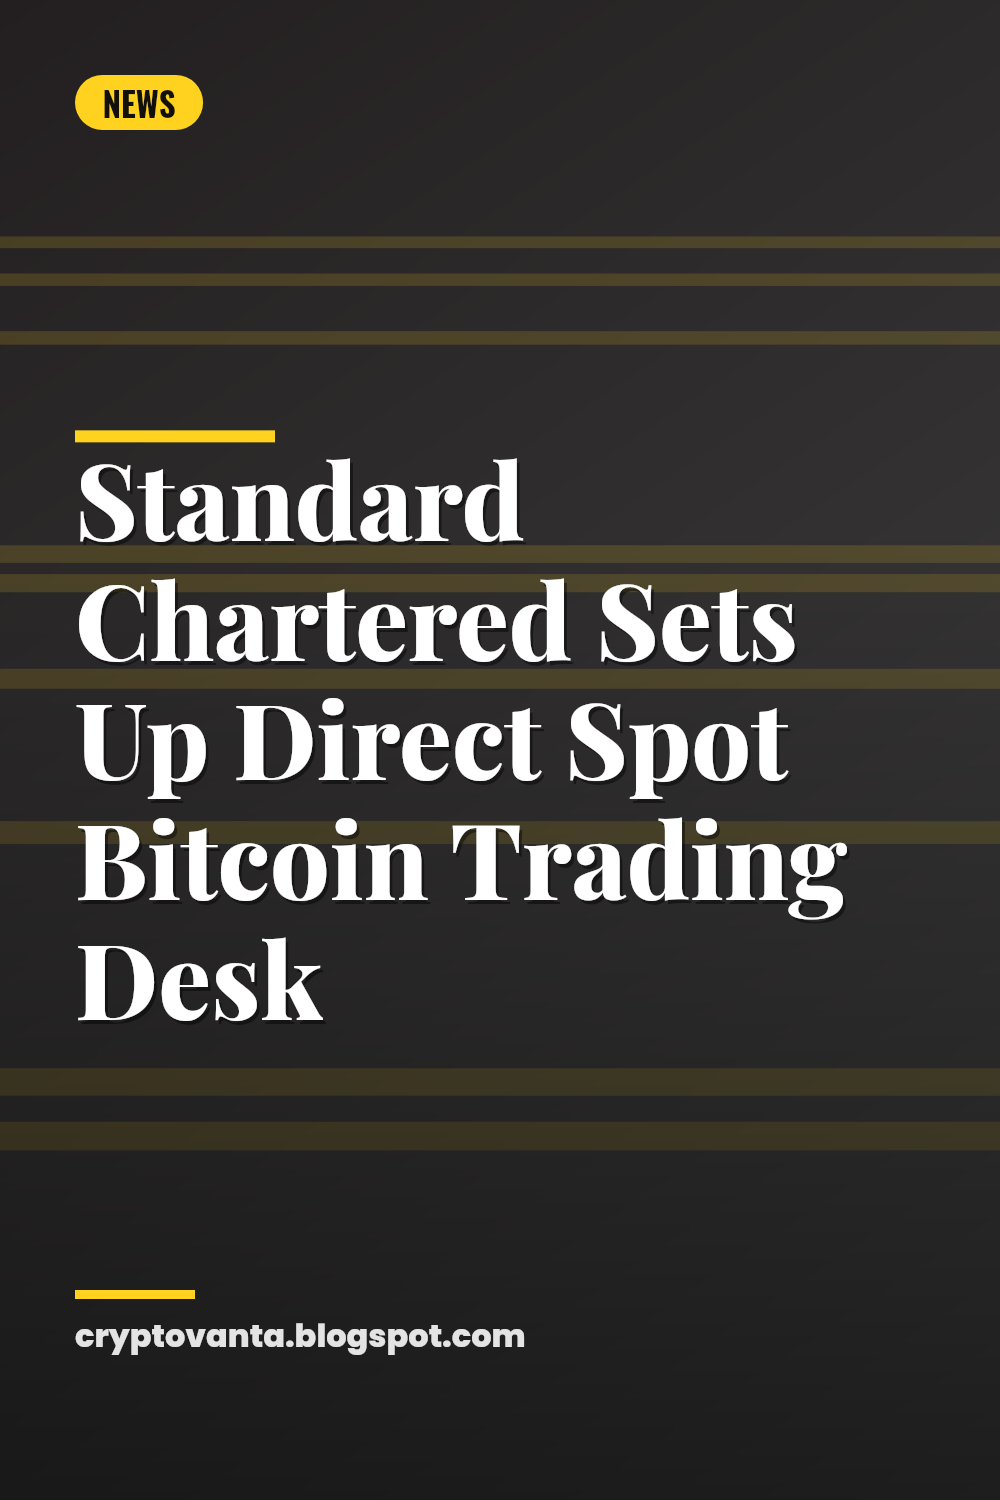 NEWS
Standard
Chartered Sets
Up Direct Spot
Bitcoin Trading
Desk
cryptovanta.blogspot.com